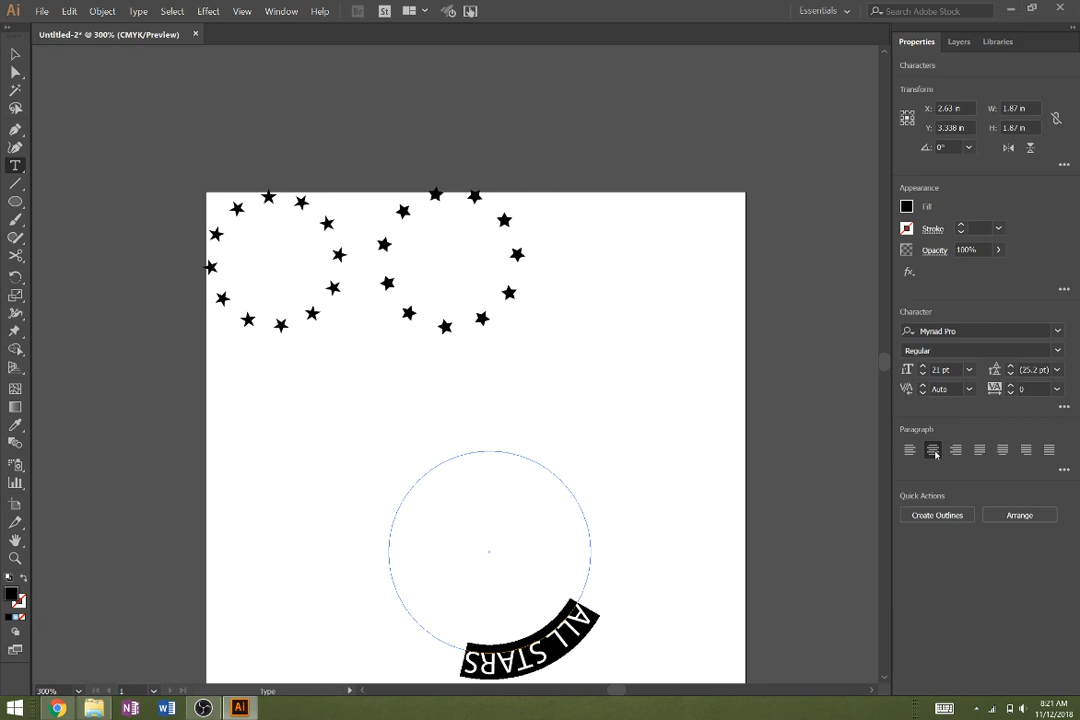 Ai File Edit Object Type Select Effect View Window Help Br St Essentials Search Adobe Stock
Untitled-2* @ 300% (CMYK/Preview) ×
Properties Layers Libraries
Characters
Transform
X: 2.63 in W: 1.87 in
Y: 3.338 in H: 1.87 in
0°
Appearance
Fill
Stroke
Opacity 100%
fx.
Character
Myriad Pro
Regular
21 pt (25.2 pt)
Auto 0
Paragraph
Quick Actions
Create Outlines Arrange
ALL STARS
300% 1 Type
8:21 AM
11/12/2018